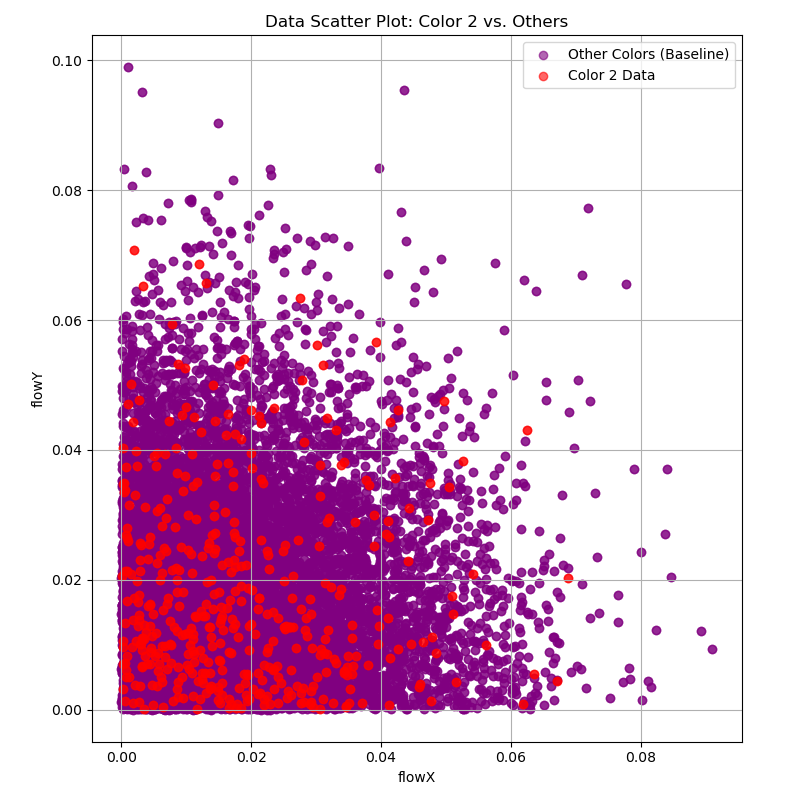 Data Scatter Plot: Color 2 vs. Others
Other Colors (Baseline)
Color 2 Data
flowY
0.10
0.08
0.06
0.04
0.02
0.00
0.00 0.02 0.04 0.06 0.08
flowX